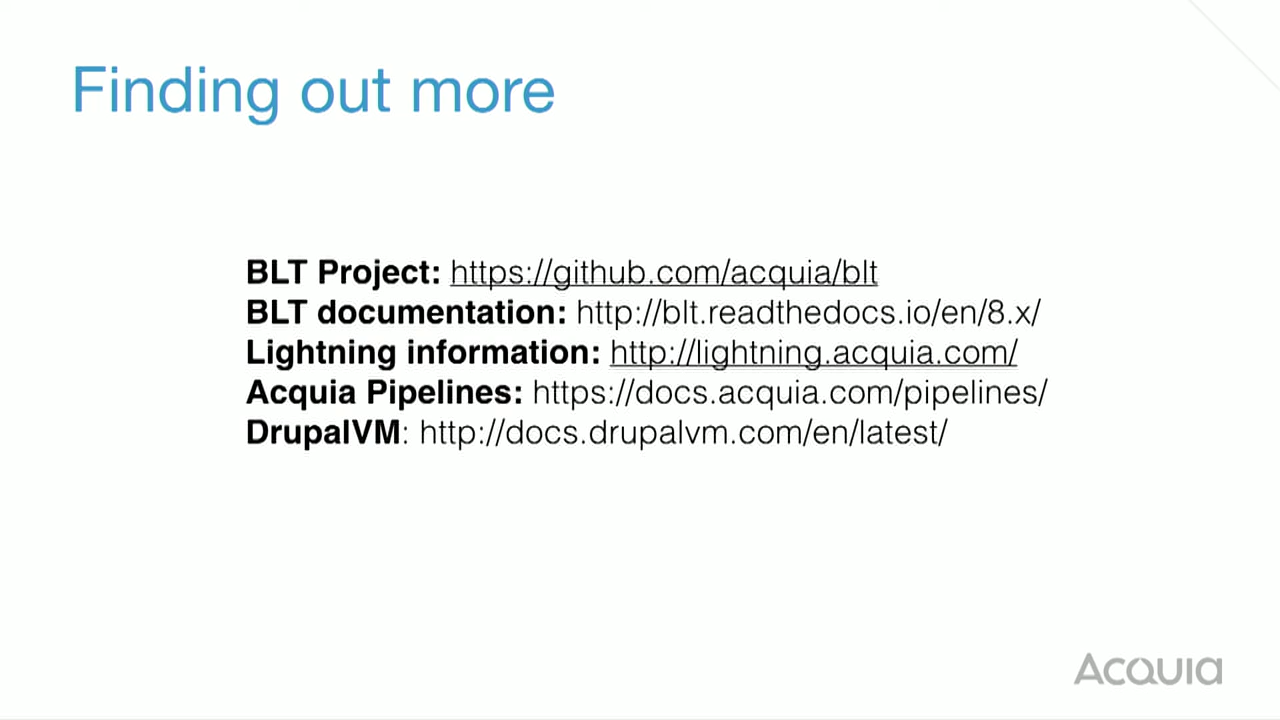 Finding out more
BLT Project: https://github.com/acquia/blt
BLT documentation: http://blt.readthedocs.io/en/8.x/
Lightning information: http://lightning.acquia.com/
Acquia Pipelines: https://docs.acquia.com/pipelines/
DrupalVM: http://docs.drupalvm.com/en/latest/
Acquia